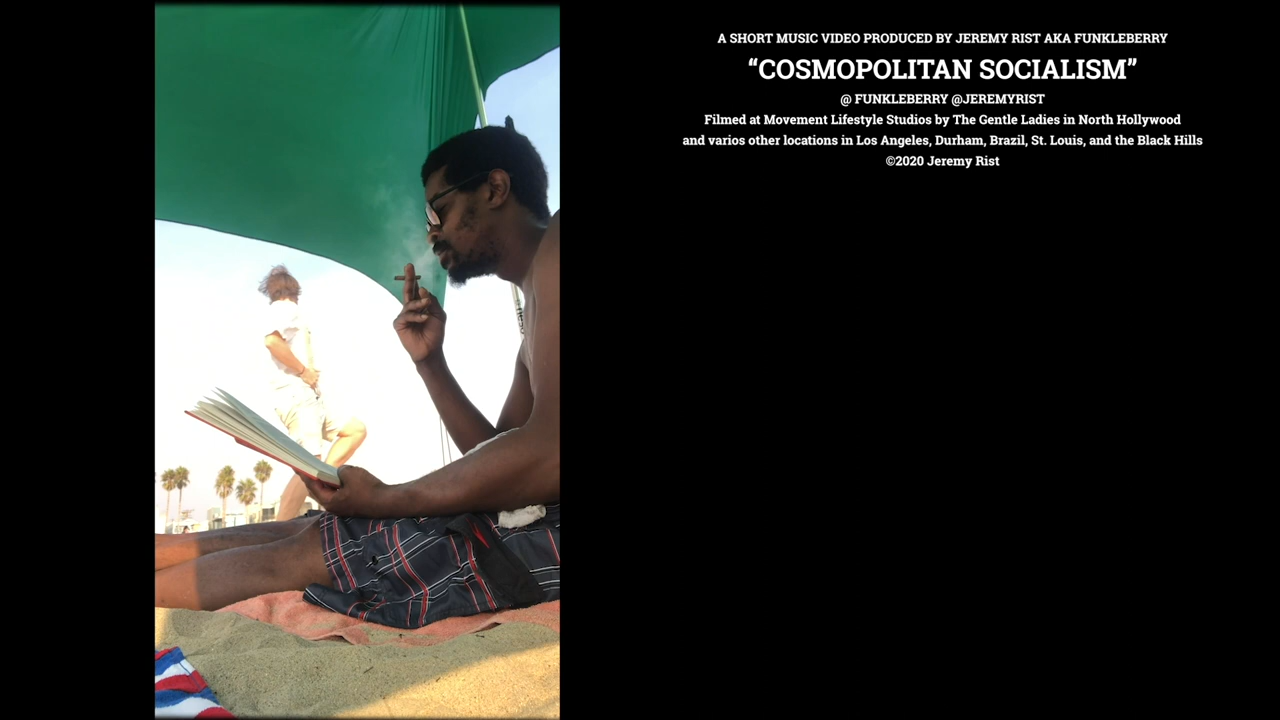 A SHORT MUSIC VIDEO PRODUCED BY JEREMY RIST AKA FUNKLEBERRY
“COSMOPOLITAN SOCIALISM”
@ FUNKLEBERRY @JEREMYRIST
Filmed at Movement Lifestyle Studios by The Gentle Ladies in North Hollywood
and varios other locations in Los Angeles, Durham, Brazil, St. Louis, and the Black Hills
©2020 Jeremy Rist